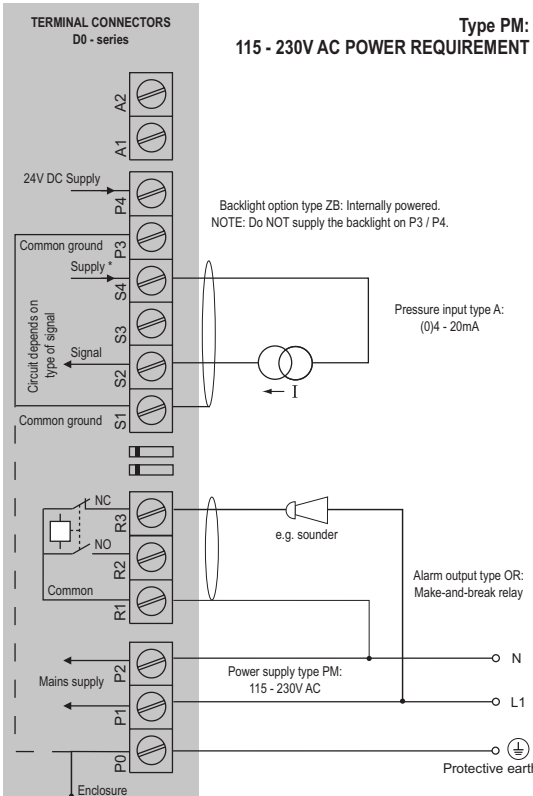 TERMINAL CONNECTORS
D0 - series
Type PM:
115 - 230V AC POWER REQUIREMENT
A2
A1
24V DC Supply
P4
Backlight option type ZB: Internally powered.
NOTE: Do NOT supply the backlight on P3 / P4.
Common ground
P3
Supply *
S4
Pressure input type A:
(0)4 - 20mA
Circuit depends on
type of signal
S3
Signal
S2
I
Common ground
S1
NC
R3
e.g. sounder
NO
R2
Alarm output type OR:
Make-and-break relay
Common
R1
P2
N
Mains supply
Power supply type PM:
115 - 230V AC
P1
L1
P0
Protective earth
Enclosure